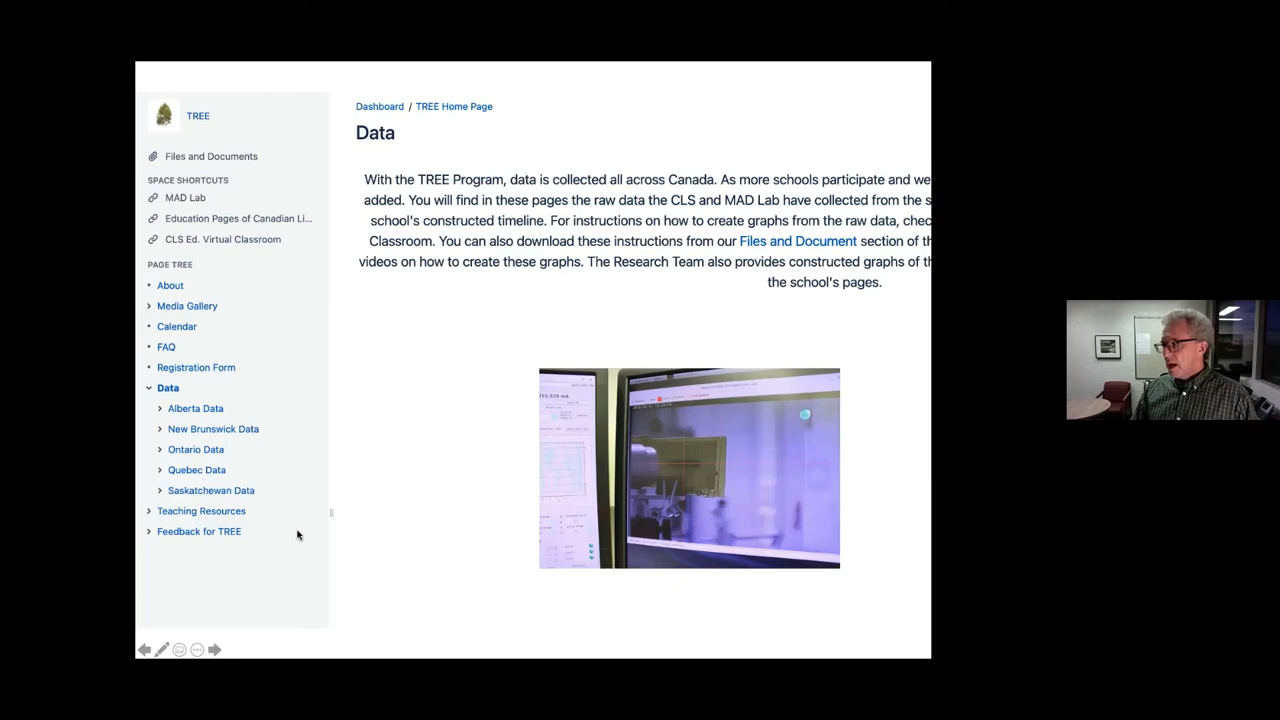 TREE
Files and Documents
SPACE SHORTCUTS
MAD Lab
Education Pages of Canadian Li...
CLS Ed. Virtual Classroom
PAGE TREE
About
Media Gallery
Calendar
FAQ
Registration Form
Data
Alberta Data
New Brunswick Data
Ontario Data
Quebec Data
Saskatchewan Data
Teaching Resources
Feedback for TREE
Dashboard / TREE Home Page
Data
With the TREE Program, data is collected all across Canada. As more schools participate and we
added. You will find in these pages the raw data the CLS and MAD Lab have collected from the s
school's constructed timeline. For instructions on how to create graphs from the raw data, chec
Classroom. You can also download these instructions from our Files and Document section of th
videos on how to create these graphs. The Research Team also provides constructed graphs of th
the school's pages.